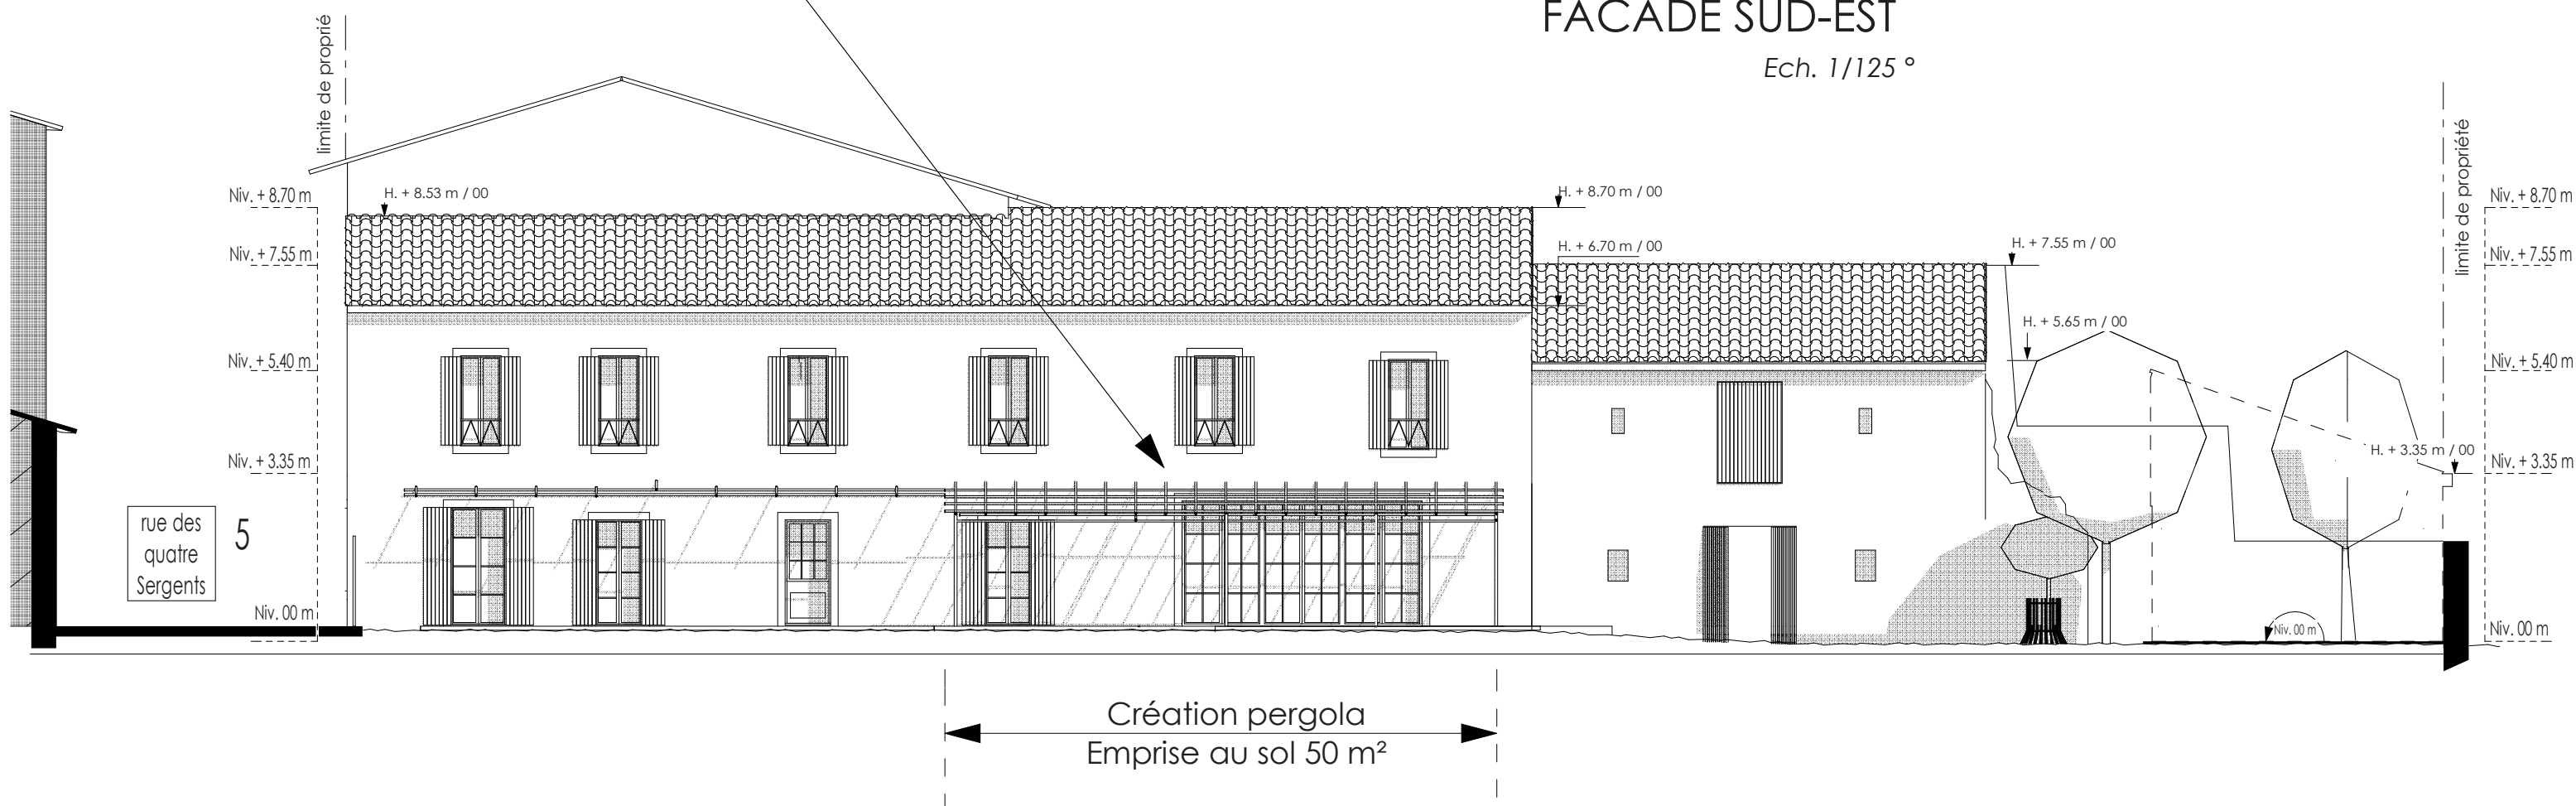 FACADE SUD-EST
Ech. 1/125 °
limite de proprié
limite de propriété
Niv. + 8.70 m
H. + 8.53 m / 00
H. + 8.70 m / 00
Niv. + 8.70 m
Niv. + 7.55 m
H. + 6.70 m / 00
H. + 7.55 m / 00
Niv. + 7.55 m
H. + 5.65 m / 00
Niv. + 5.40 m
Niv. + 5.40 m
Niv. + 3.35 m
H. + 3.35 m / 00
Niv. + 3.35 m
rue des
quatre
Sergents
5
Niv. 00 m
Niv. 00 m
Niv. 00 m
Création pergola
Emprise au sol 50 m²